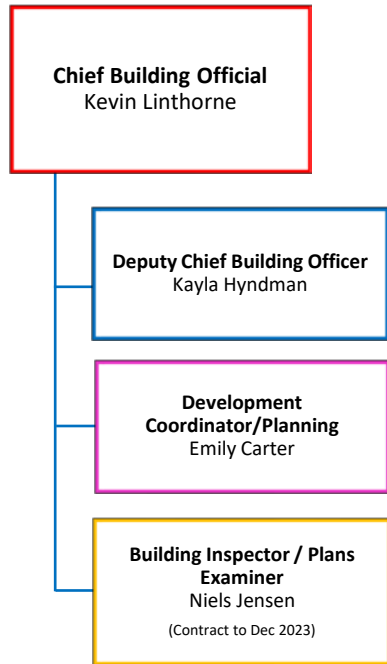 Chief Building Official
Kevin Linthorne
Deputy Chief Building Officer
Kayla Hyndman
Development
Coordinator/Planning
Emily Carter
Building Inspector / Plans
Examiner
Niels Jensen
(Contract to Dec 2023)